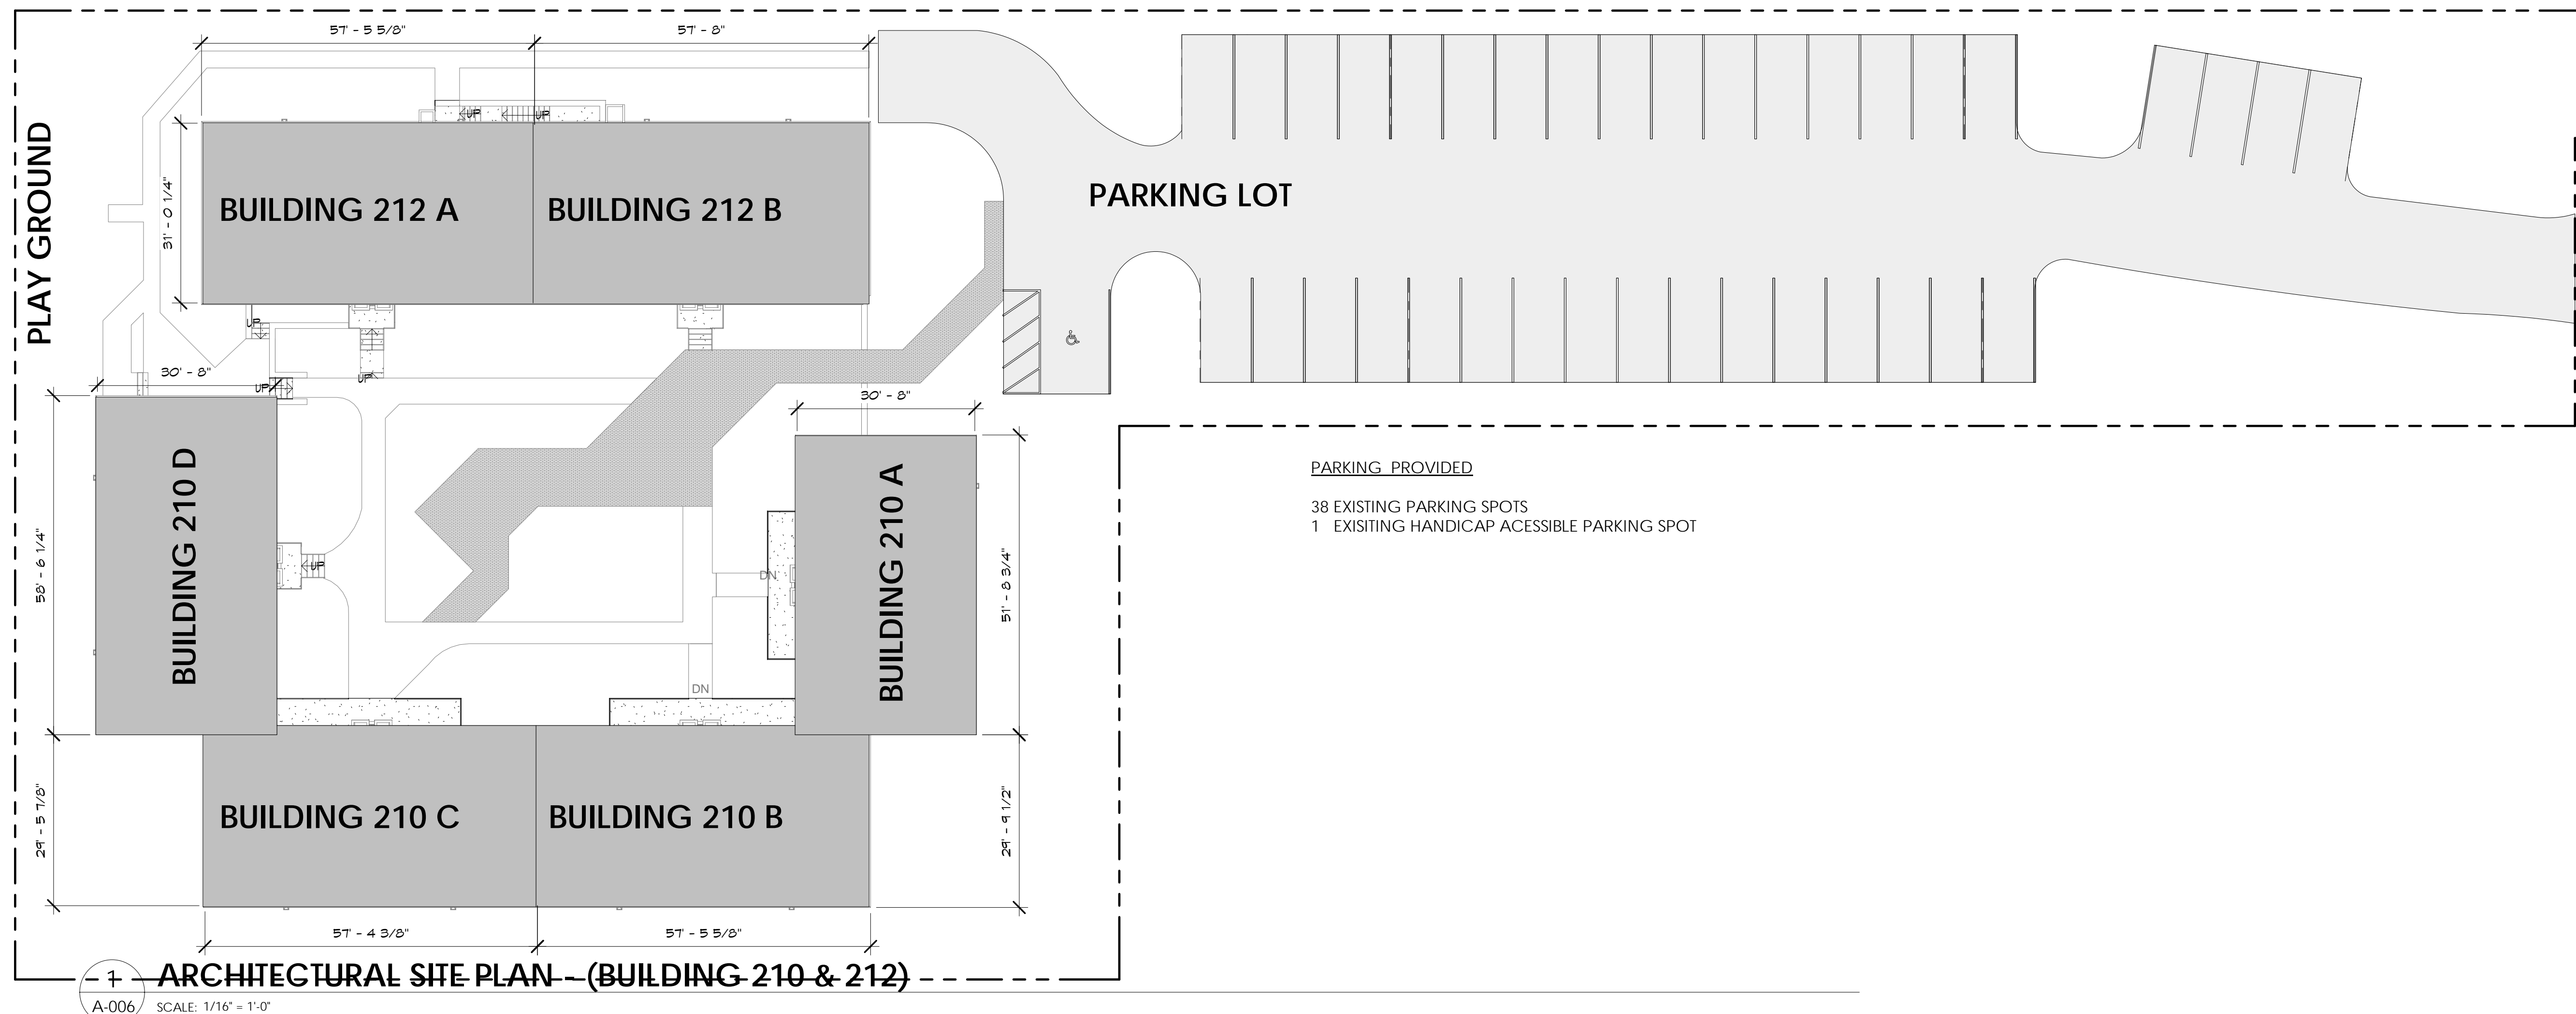 57' - 5 5/8"
57' - 8"
UP
UP
PLAY GROUND
31' - 0 1/4"
BUILDING 212 A
BUILDING 212 B
PARKING LOT
UP
30' - 8"
UP
UP
30' - 8"
BUILDING 210 D
58' - 6 1/4"
UP
BUILDING 210 A
DN
51' - 8 3/4"
PARKING PROVIDED
38 EXISTING PARKING SPOTS
1 EXISITING HANDICAP ACESSIBLE PARKING SPOT
DN
29' - 5 7/8"
BUILDING 210 C
BUILDING 210 B
29' - 9 1/2"
57' - 4 3/8"
57' - 5 5/8"
1
ARCHITECTURAL SITE PLAN - (BUILDING 210 & 212)
A-006
SCALE: 1/16" = 1'-0"